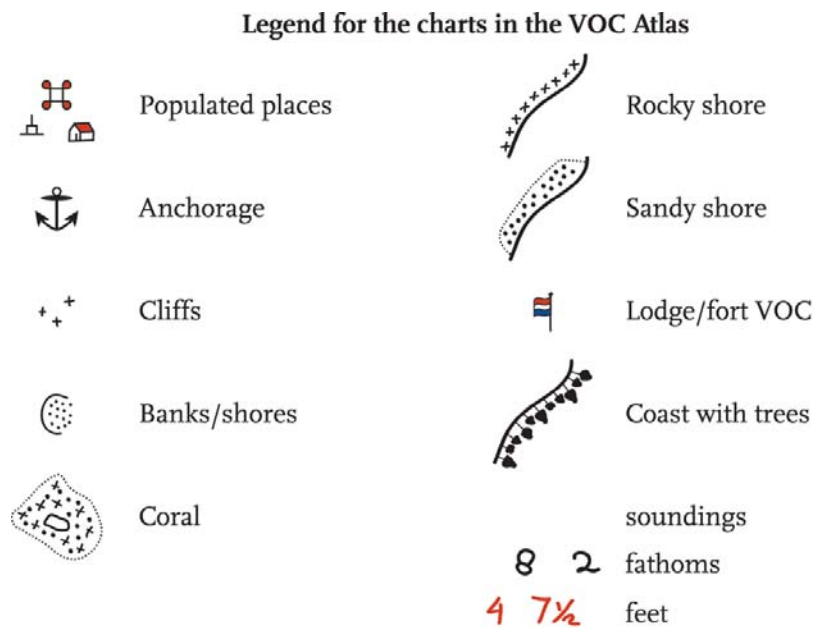 Legend for the charts in the VOC Atlas
Populated places
Anchorage
Cliffs
Banks/shores
Coral
Rocky shore
Sandy shore
Lodge/fort VOC
Coast with trees
soundings
8 2 fathoms
4 7½ feet